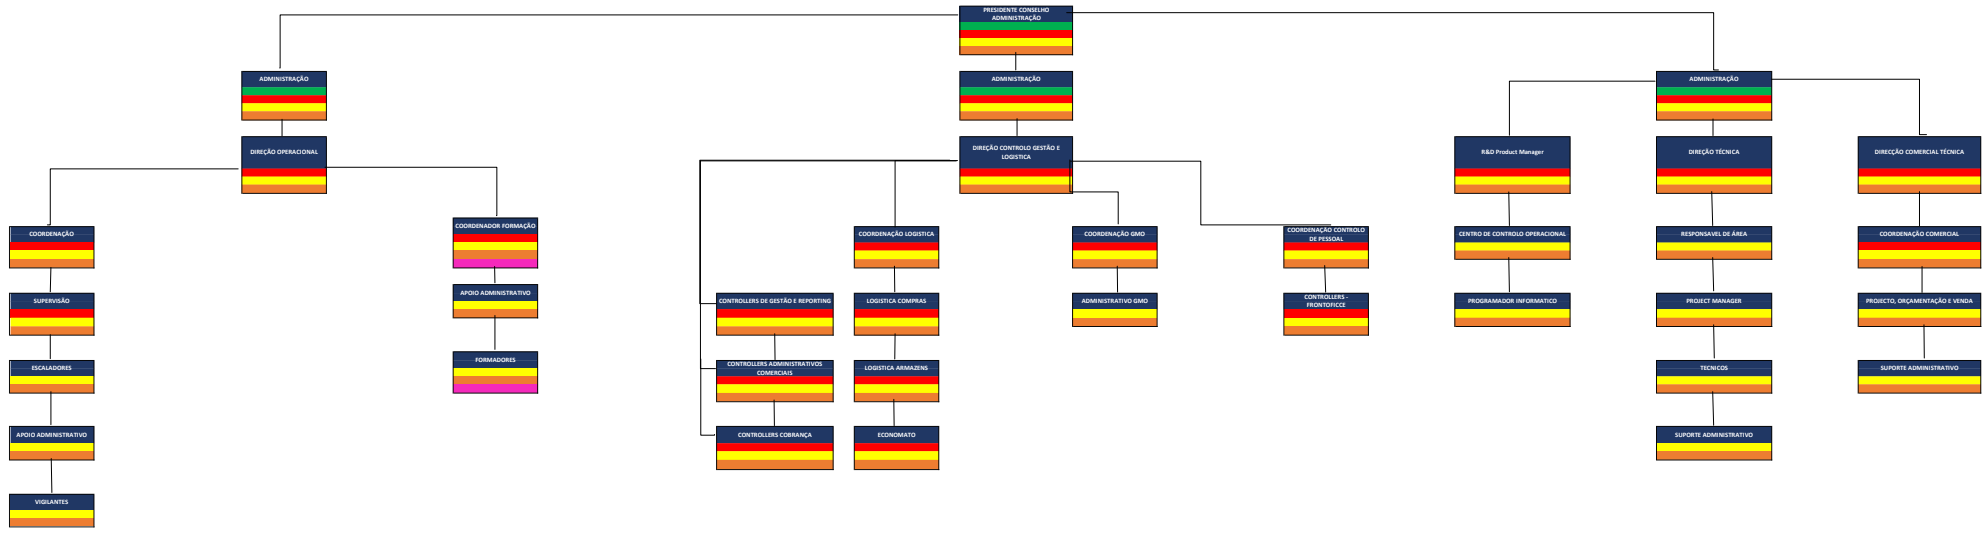 PRESIDENTE CONSELHO
ADMINISTRAÇÃO
ADMINISTRAÇÃO
ADMINISTRAÇÃO
ADMINISTRAÇÃO
DIREÇÃO OPERACIONAL
DIREÇÃO CONTROLO GESTÃO E
LOGISTICA
R&D Product Manager
DIREÇÃO TÉCNICA
DIRECÇÃO COMERCIAL TÉCNICA
COORDENAÇÃO
COORDENADOR FORMAÇÃO
COORDENAÇÃO LOGISTICA
COORDENAÇÃO GMO
COORDENAÇÃO CONTROLO
DE PESSOAL
CENTRO DE CONTROLO OPERACIONAL
RESPONSAVEL DE ÁREA
COORDENAÇÃO COMERCIAL
SUPERVISÃO
APOIO ADMINISTRATIVO
CONTROLLERS DE GESTÃO E REPORTING
LOGISTICA COMPRAS
ADMINISTRATIVO GMO
CONTROLLERS -
FRONTOFICCE
PROGRAMADOR INFORMATICO
PROJECT MANAGER
PROJECTO, ORÇAMENTAÇÃO E VENDA
ESCALADORES
FORMADORES
CONTROLLERS ADMINISTRATIVOS
COMERCIAIS
LOGISTICA ARMAZENS
TECNICOS
SUPORTE ADMINISTRATIVO
APOIO ADMINISTRATIVO
CONTROLLERS COBRANÇA
ECONOMATO
SUPORTE ADMINISTRATIVO
VIGILANTES